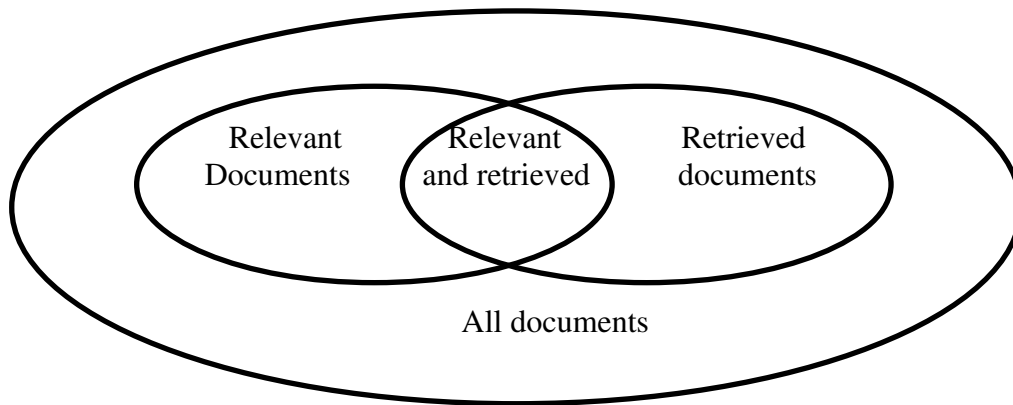 Relevant
Documents
Relevant
and retrieved
Retrieved
documents
All documents